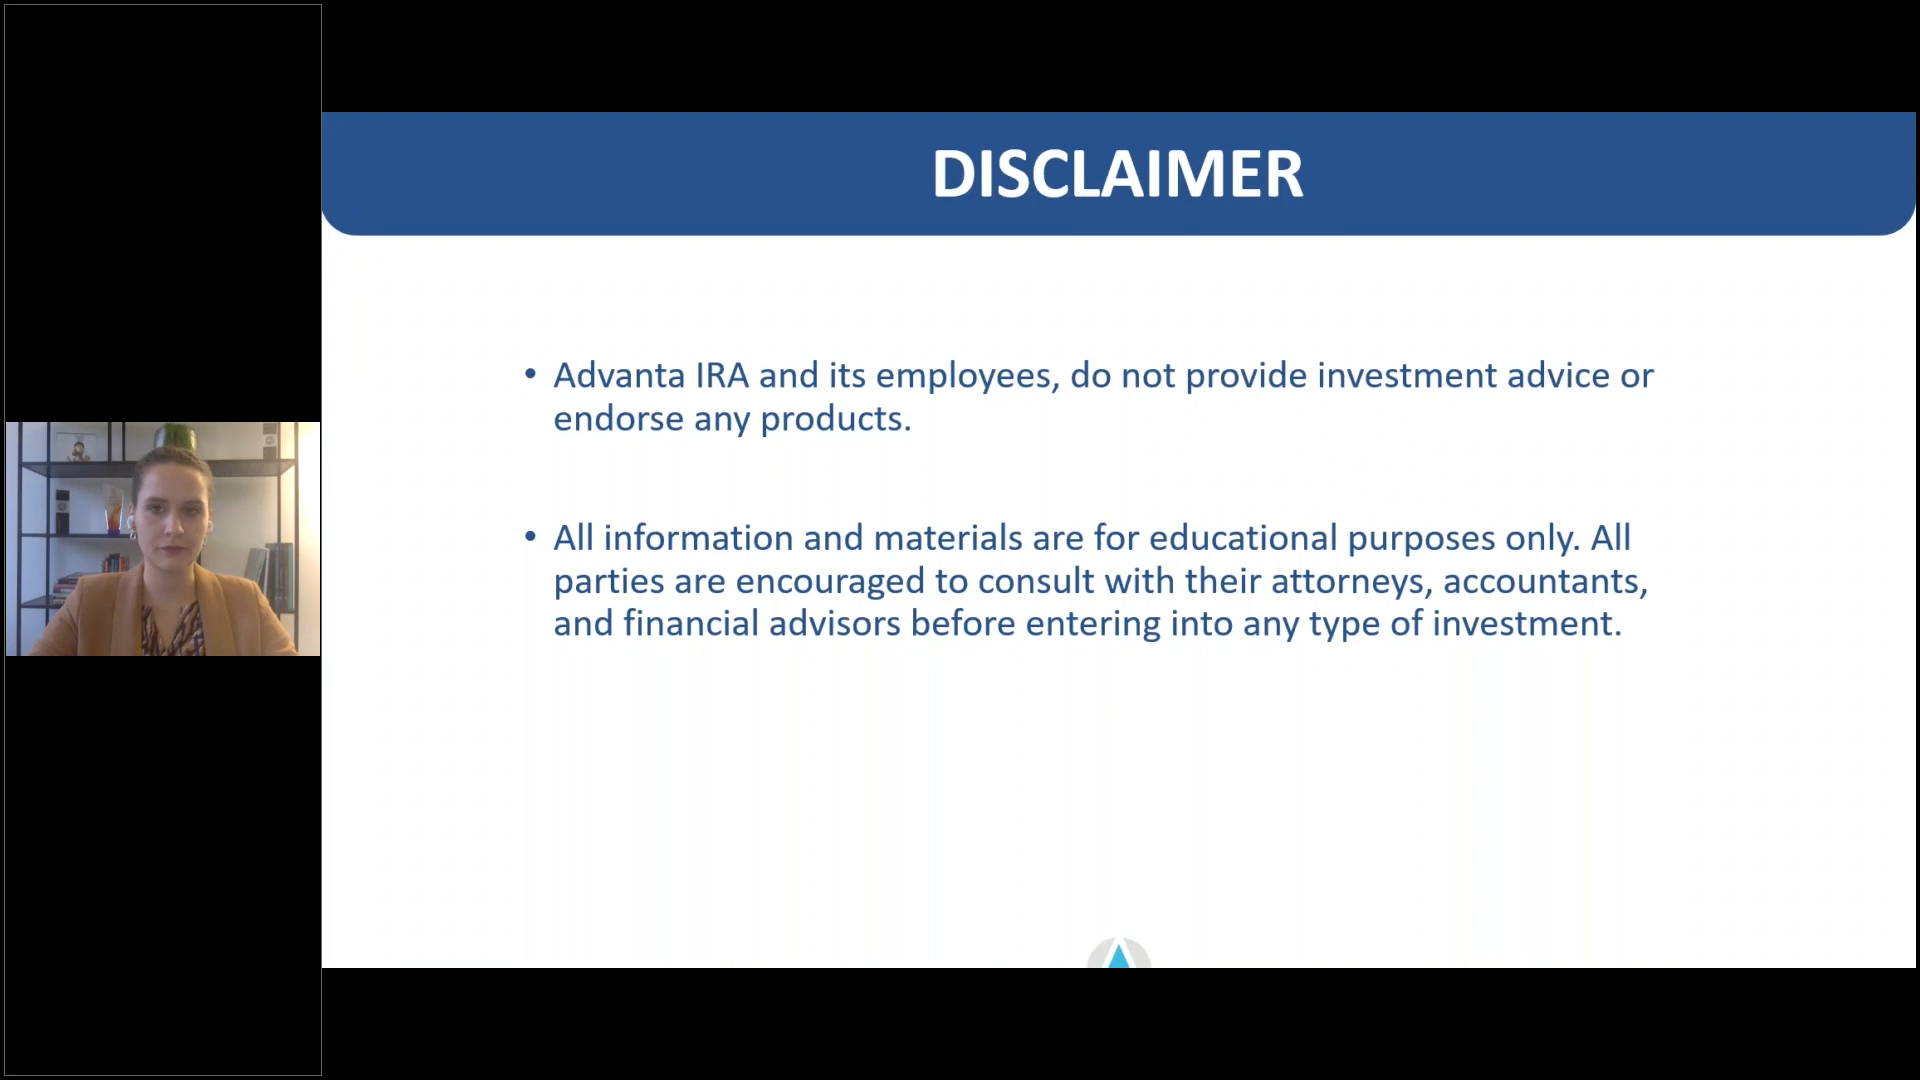 DISCLAIMER
• Advanta IRA and its employees, do not provide investment advice or
endorse any products.
• All information and materials are for educational purposes only. All
parties are encouraged to consult with their attorneys, accountants,
and financial advisors before entering into any type of investment.